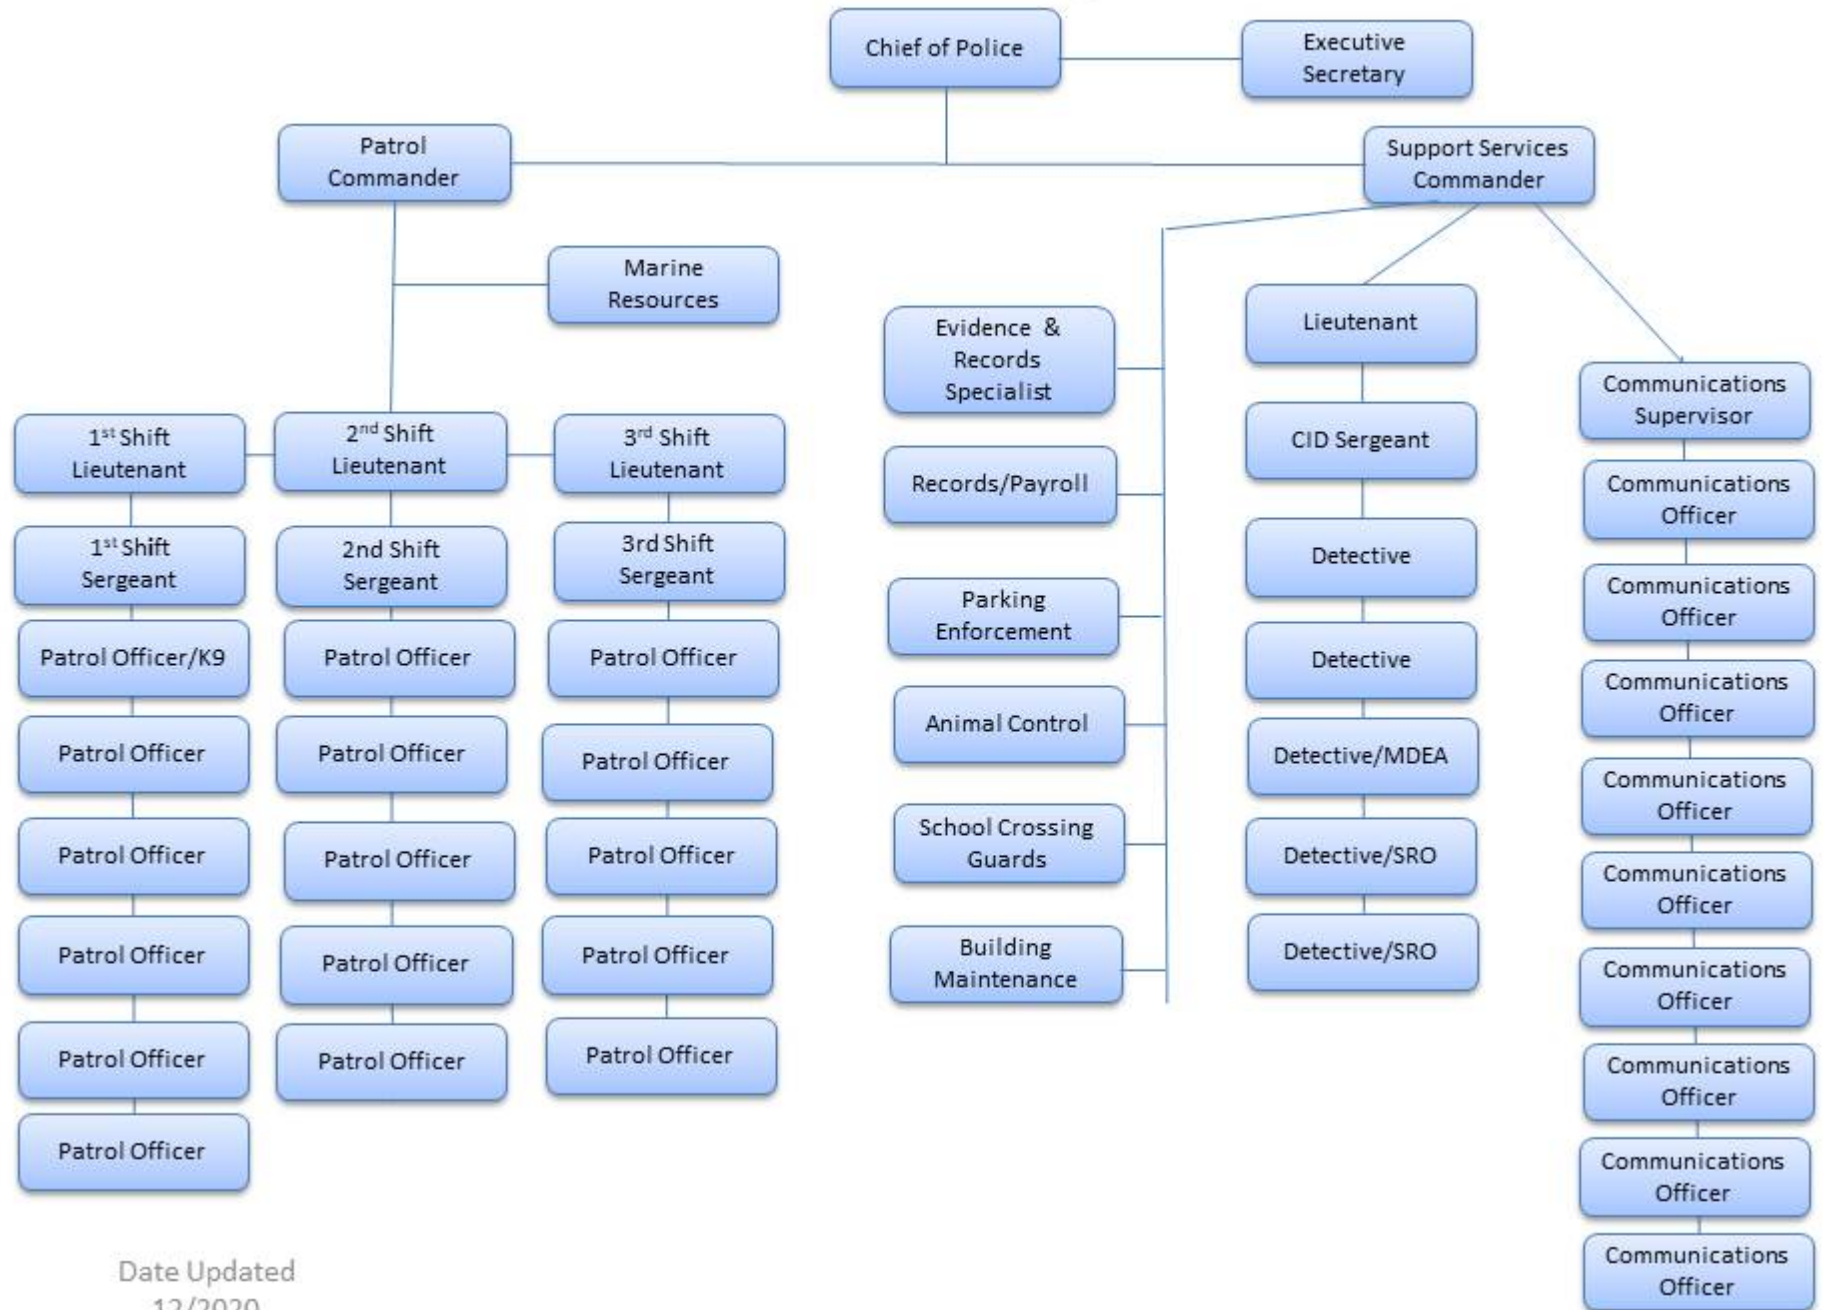 Chief of Police
Executive
Secretary
Patrol
Commander
Support Services
Commander
Marine
Resources
Evidence &
Records
Specialist
Records/Payroll
Parking
Enforcement
Animal Control
School Crossing
Guards
Building
Maintenance
Lieutenant
CID Sergeant
Detective
Detective
Detective/MDEA
Detective/SRO
Detective/SRO
Communications
Supervisor
Communications
Officer
Communications
Officer
Communications
Officer
Communications
Officer
Communications
Officer
Communications
Officer
Communications
Officer
Communications
Officer
Communications
Officer
1st Shift
Lieutenant
1st Shift
Sergeant
Patrol Officer/K9
Patrol Officer
Patrol Officer
Patrol Officer
Patrol Officer
Patrol Officer
2nd Shift
Lieutenant
2nd Shift
Sergeant
Patrol Officer
Patrol Officer
Patrol Officer
Patrol Officer
Patrol Officer
3rd Shift
Lieutenant
3rd Shift
Sergeant
Patrol Officer
Patrol Officer
Patrol Officer
Patrol Officer
Patrol Officer
Date Updated
12/2020